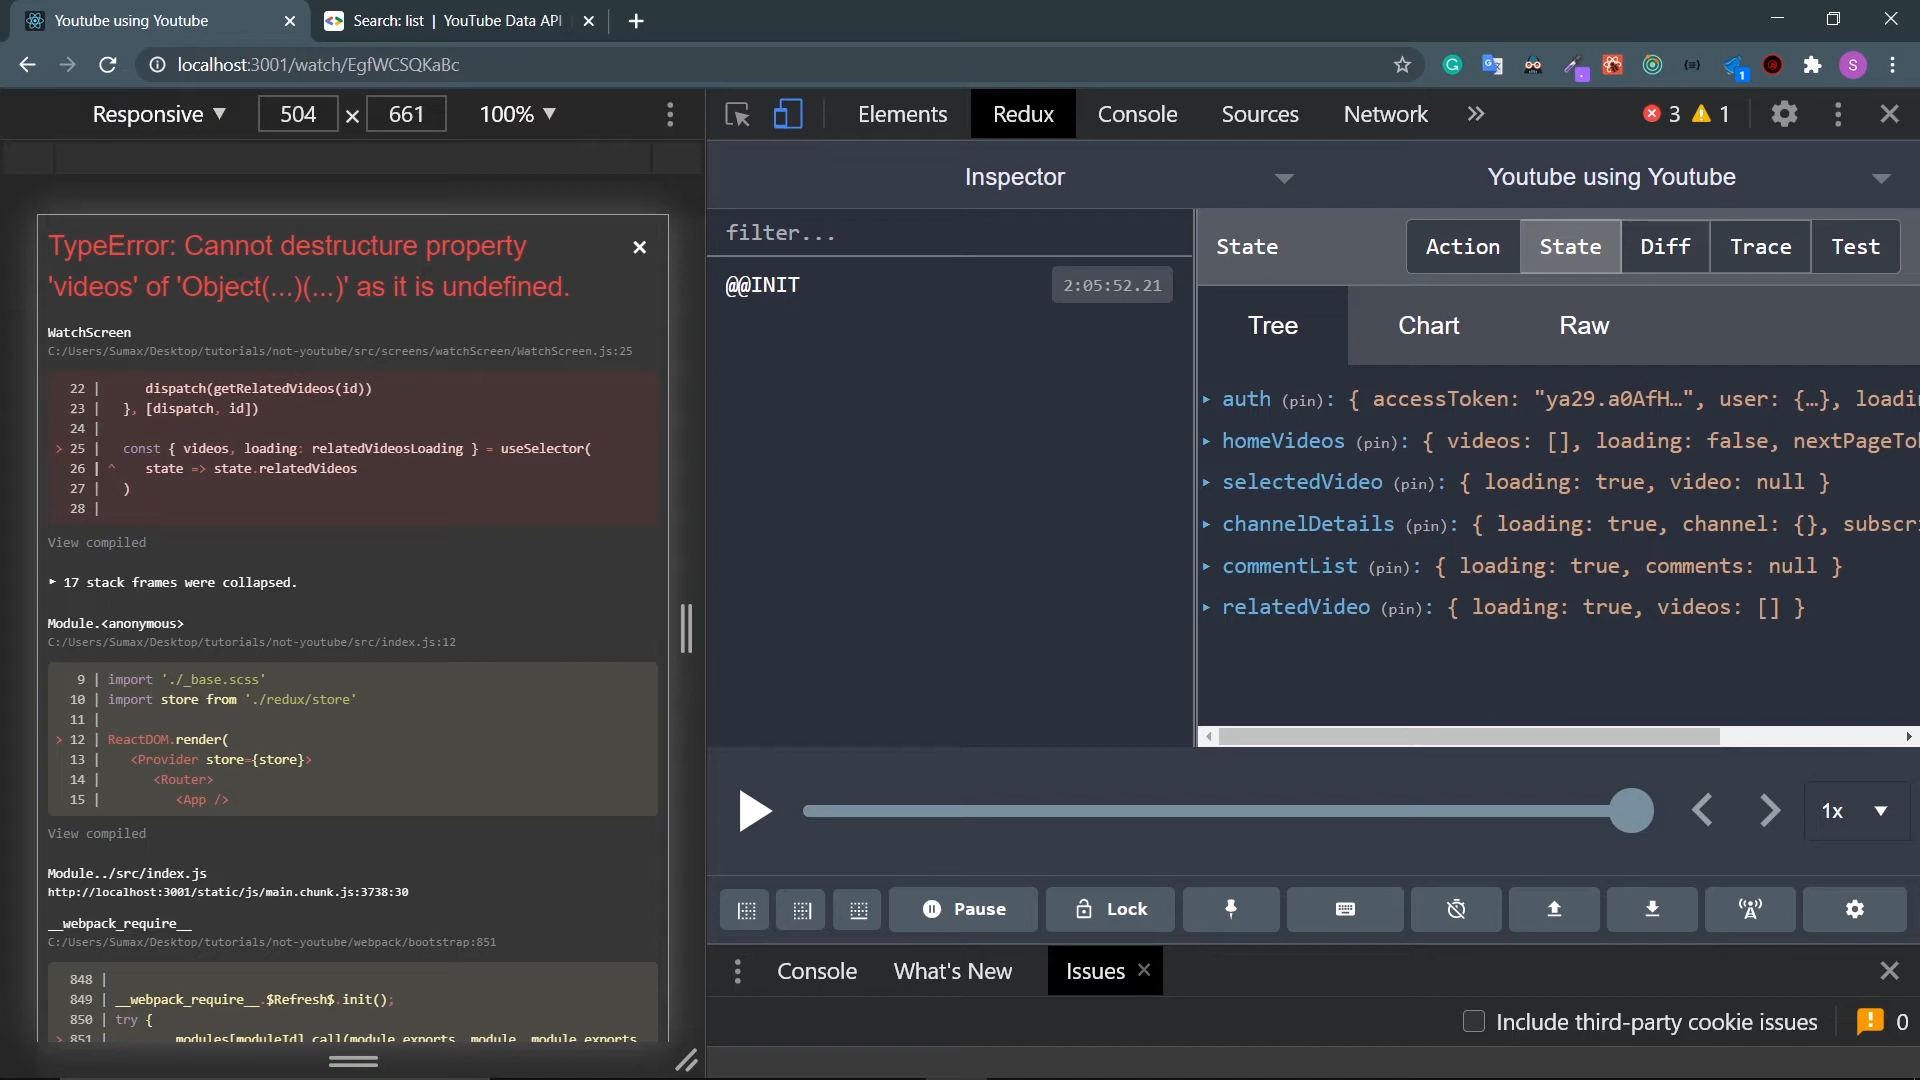 Youtube using Youtube
Search: list | YouTube Data API
localhost:3001/watch/EgfWCSQKaBc
S
1
Responsive ▼ 504 × 661 100% ▼
Elements Redux Console Sources Network » 3 1
Inspector
Youtube using Youtube
TypeError: Cannot destructure property
'videos' of 'Object(...)(...)' as it is undefined.
WatchScreen
C:/Users/Sumax/Desktop/tutorials/not-youtube/src/screens/watchScreen/WatchScreen.js:25
22 | dispatch(getRelatedVideos(id))
23 | }, [dispatch, id])
24 |
> 25 | const { videos, loading: relatedVideosLoading } = useSelector(
26 | ^ state => state.relatedVideos
27 | )
28 |
View compiled
▶ 17 stack frames were collapsed.
Module.<anonymous>
C:/Users/Sumax/Desktop/tutorials/not-youtube/src/index.js:12
9 | import './_base.scss'
10 | import store from './redux/store'
11 |
> 12 | ReactDOM.render(
13 | <Provider store={store}>
14 | <Router>
15 | <App />
View compiled
Module../src/index.js
http://localhost:3001/static/js/main.chunk.js:3738:30
__webpack_require__
C:/Users/Sumax/Desktop/tutorials/not-youtube/webpack/bootstrap:851
848 |
849 | __webpack_require__.$Refresh$.init();
850 | try {
> 851 | modules[moduleId].call(module.exports, module, module.exports,
filter...
@@INIT 2:05:52.21
State
Action State Diff Trace Test
Tree Chart Raw
auth (pin): { accessToken: "ya29.a0AfH…", user: {…}, loadi
homeVideos (pin): { videos: [], loading: false, nextPageTo
selectedVideo (pin): { loading: true, video: null }
channelDetails (pin): { loading: true, channel: {}, subscr
commentList (pin): { loading: true, comments: null }
relatedVideo (pin): { loading: true, videos: [] }
1x
Pause Lock
Console What's New Issues
Include third-party cookie issues 0